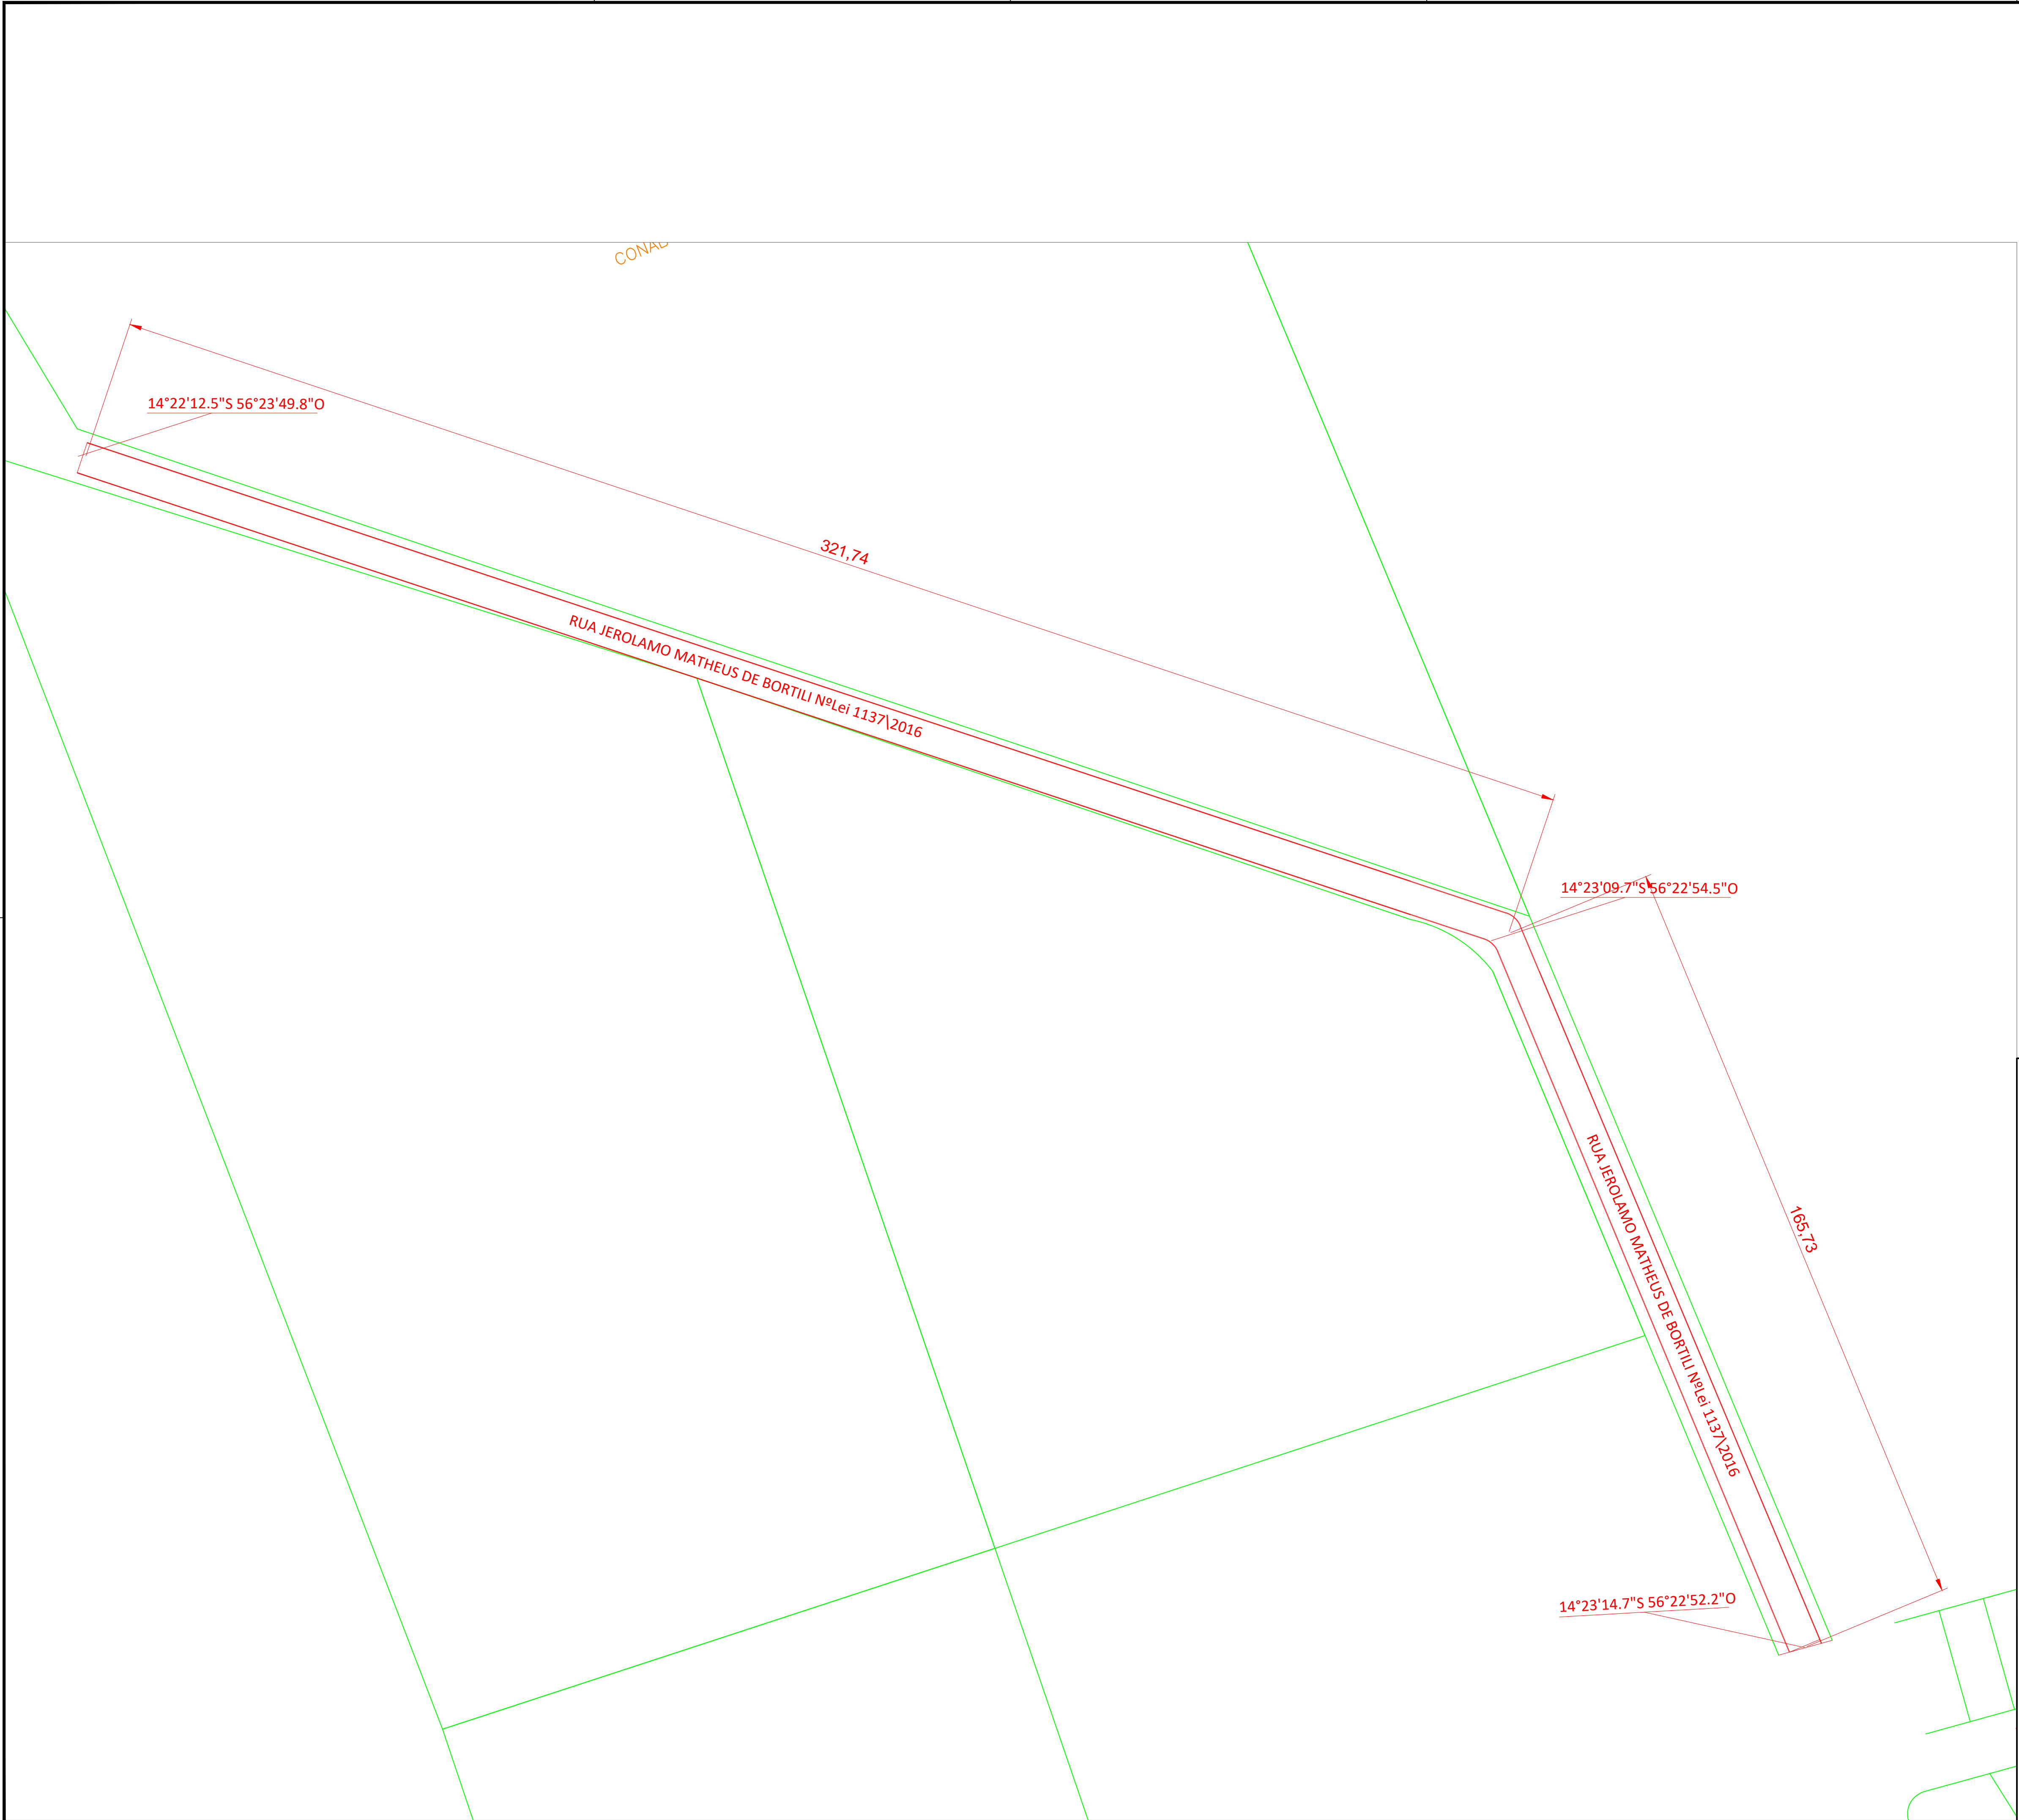 CONAB
14°22'12.5"S 56°23'49.8"O
321,74
RUA JEROLAMO MATHEUS DE BORTILI NºLei 1137\2016
14°23'09.7"S 56°22'54.5"O
165,73
RUA JEROLAMO MATHEUS DE BORTILI NºLei 1137\2016
14°23'14.7"S 56°22'52.2"O